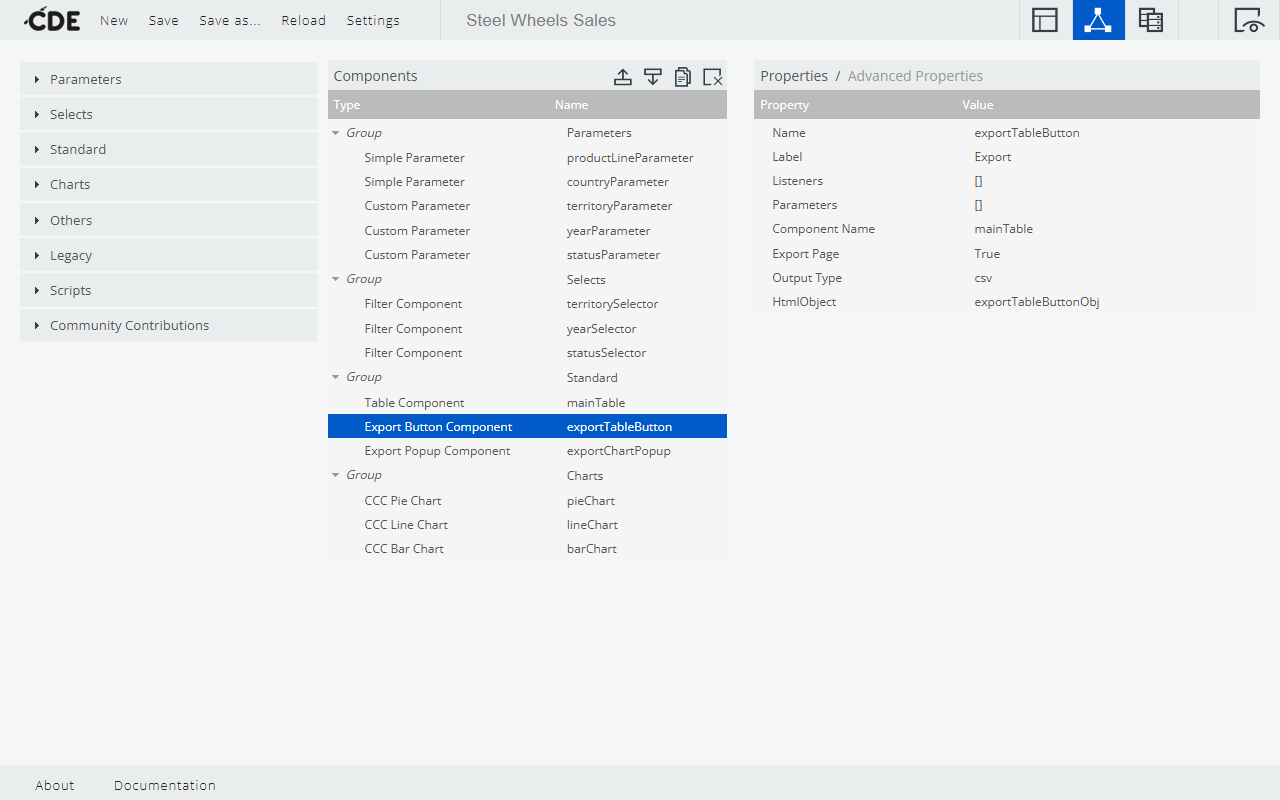 CDE New Save Save as... Reload Settings Steel Wheels Sales
Parameters
Selects
Standard
Charts
Others
Legacy
Scripts
Community Contributions
Components
Type Name
Group Parameters
Simple Parameter productLineParameter
Simple Parameter countryParameter
Custom Parameter territoryParameter
Custom Parameter yearParameter
Custom Parameter statusParameter
Group Selects
Filter Component territorySelector
Filter Component yearSelector
Filter Component statusSelector
Group Standard
Table Component mainTable
Export Button Component exportTableButton
Export Popup Component exportChartPopup
Group Charts
CCC Pie Chart pieChart
CCC Line Chart lineChart
CCC Bar Chart barChart
Properties / Advanced Properties
Property Value
Name exportTableButton
Label Export
Listeners []
Parameters []
Component Name mainTable
Export Page True
Output Type csv
HtmlObject exportTableButtonObj
About Documentation